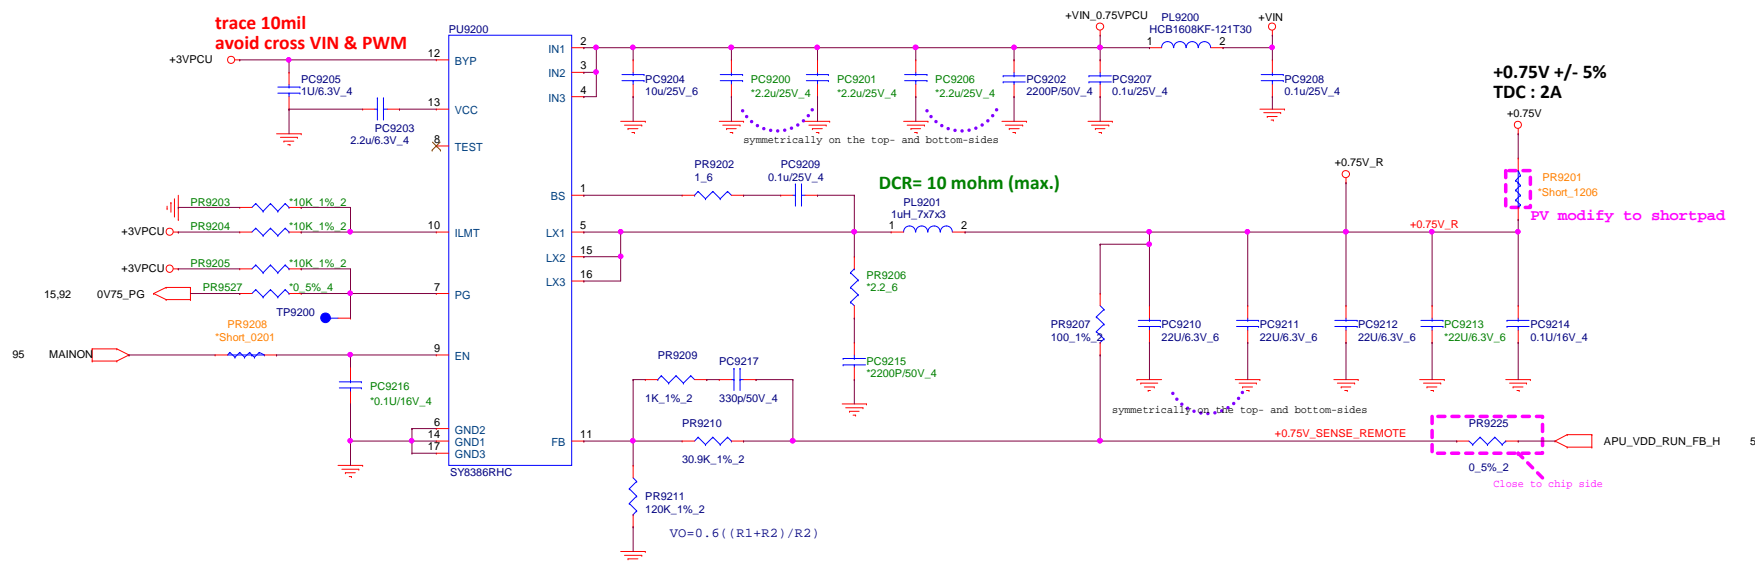 trace 10mil
avoid cross VIN & PWM
+3VPCU
PC9205
1U/6.3V_4
PC9203
2.2u/6.3V_4
PU9200
12
BYP
13
VCC
8
TEST
10
ILMT
7
PG
9
EN
6
GND2
14
GND1
17
GND3
SY8386RHC
IN1
2
IN2
3
IN3
4
BS
1
LX1
5
LX2
15
LX3
16
FB
11
PR9203
*10K_1%_2
+3VPCU
PR9204
*10K_1%_2
+3VPCU
PR9205
*10K_1%_2
15,92
0V75_PG
PR9527
*0_5%_4
TP9200
PR9208
*Short_0201
95
MAINON
PC9216
*0.1U/16V_4
PC9204
10u/25V_6
PC9200
*2.2u/25V_4
PC9201
*2.2u/25V_4
PC9206
*2.2u/25V_4
PC9202
2200P/50V_4
PC9207
0.1u/25V_4
+VIN_0.75VPCU
PL9200
HCB1608KF-121T30
1
2
+VIN
PC9208
0.1u/25V_4
symmetrically on the top- and bottom-sides
+0.75V +/- 5%
TDC : 2A
+0.75V
PR9201
*Short_1206
PV modify to shortpad
PR9202
1_6
PC9209
0.1u/25V_4
DCR= 10 mohm (max.)
PL9201
1uH_7x7x3
1
2
+0.75V_R
+0.75V_R
PR9206
*2.2_6
PC9215
*2200P/50V_4
PR9207
100_1%_2
PC9210
22U/6.3V_6
PC9211
22U/6.3V_6
PC9212
22U/6.3V_6
PC9213
*22U/6.3V_6
PC9214
0.1U/16V_4
symmetrically on the top- and bottom-sides
PR9209
1K_1%_2
PC9217
330p/50V_4
PR9210
30.9K_1%_2
PR9211
120K_1%_2
VO=0.6((R1+R2)/R2)
+0.75V_SENSE_REMOTE
PR9225
0_5%_2
APU_VDD_RUN_FB_H
5
Close to chip side